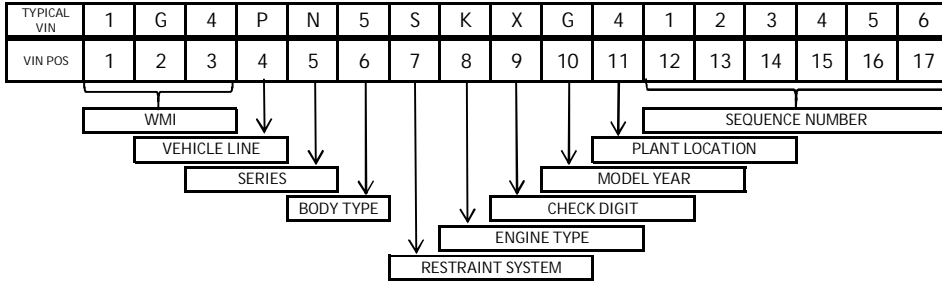 TYPICAL VIN 1 G 4 P N 5 S K X G 4 1 2 3 4 5 6
VIN POS 1 2 3 4 5 6 7 8 9 10 11 12 13 14 15 16 17
WMI SEQUENCE NUMBER
VEHICLE LINE PLANT LOCATION
SERIES MODEL YEAR
BODY TYPE CHECK DIGIT
ENGINE TYPE
RESTRAINT SYSTEM